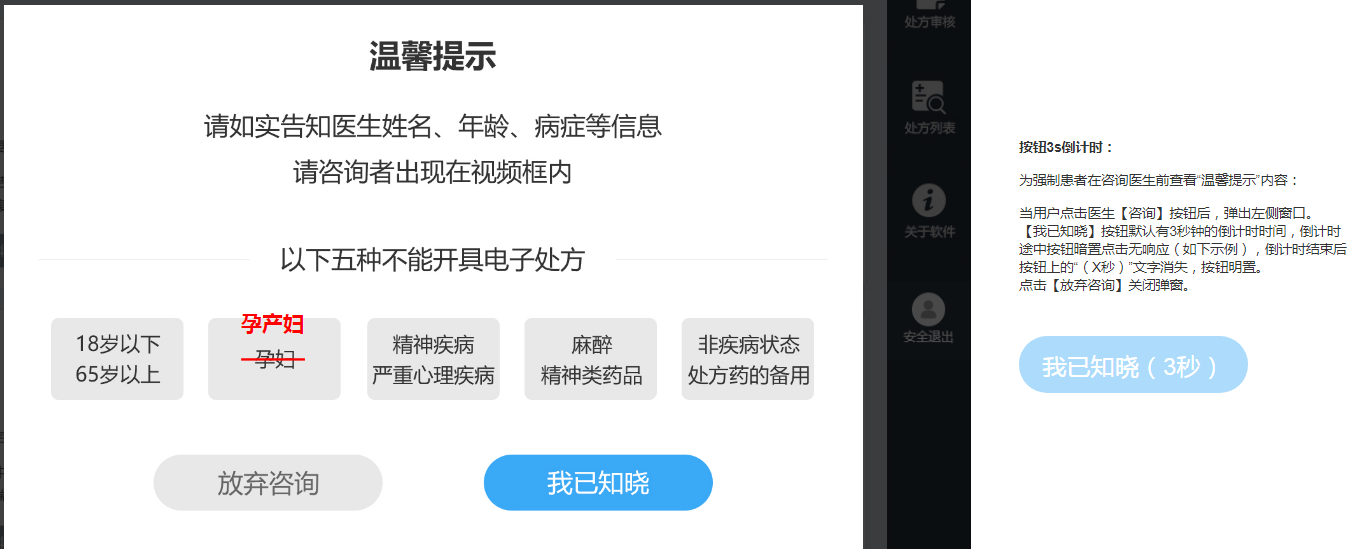 温馨提示
请如实告知医生姓名、年龄、病症等信息
请咨询者出现在视频框内
以下五种不能开具电子处方
18岁以下
65岁以上
孕产妇
孕妇
精神疾病
严重心理疾病
麻醉
精神类药品
非疾病状态
处方药的备用
放弃咨询
我已知晓
处方审核
处方列表
关于软件
安全退出
按钮3s倒计时：
为强制患者在咨询医生前查看“温馨提示”内容：
当用户点击医生【咨询】按钮后，弹出左侧窗口。
【我已知晓】按钮默认有3秒钟的倒计时时间，倒计时
途中按钮暗置点击无响应（如下示例），倒计时结束后
按钮上的“（X秒）”文字消失，按钮明置。
点击【放弃咨询】关闭弹窗。
我已知晓（3秒）